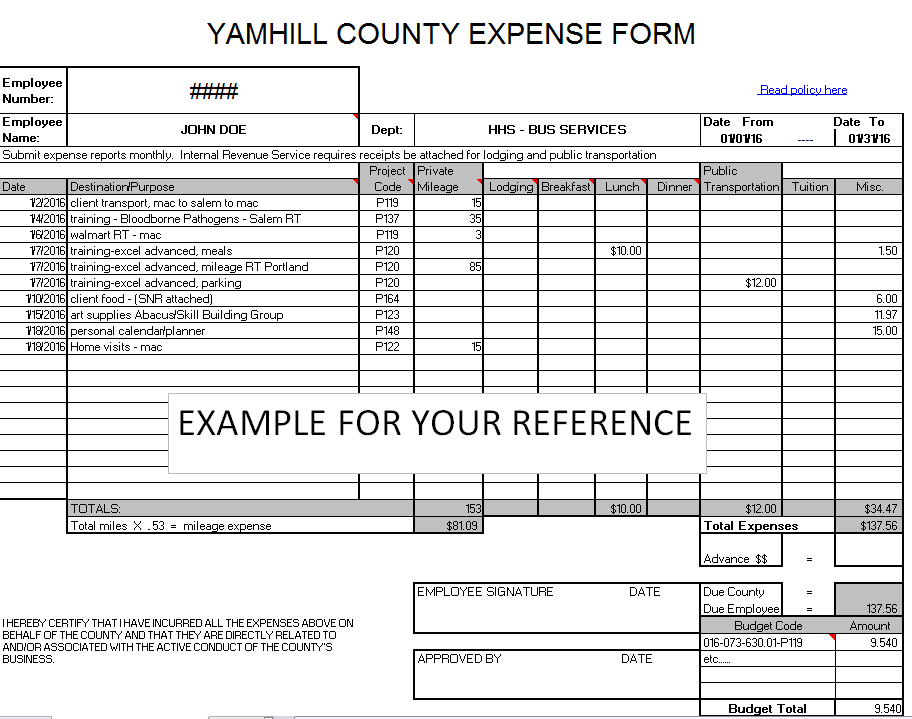 YAMHILL COUNTY EXPENSE FORM
Employee Number: ####
Read policy here
Employee Name: JOHN DOE Dept: HHS - BUS SERVICES Date From 01/01/16 ---- Date To 01/31/16
Submit expense reports monthly. Internal Revenue Service requires receipts be attached for lodging and public transportation
Date Destination/Purpose Project Code Private Mileage Lodging Breakfast Lunch Dinner Public Transportation Tuition Misc.
1/2/2016 client transport, mac to salem to mac P119 15
1/4/2016 training - Bloodborne Pathogens - Salem RT P137 35
1/6/2016 walmart RT - mac P119 3
1/7/2016 training-excel advanced, meals P120 $10.00 1.50
1/7/2016 training-excel advanced, mileage RT Portland P120 85
1/7/2016 training-excel advanced, parking P120 $12.00
1/10/2016 client food - (SNR attached) P164 6.00
1/15/2016 art supplies Abacus/Skill Building Group P123 11.97
1/18/2016 personal calendar/planner P148 15.00
1/18/2016 Home visits - mac P122 15
EXAMPLE FOR YOUR REFERENCE
TOTALS: 153 $10.00 $12.00 $34.47
Total miles X .53 = mileage expense $81.09 Total Expenses $137.56
Advance $$ =
EMPLOYEE SIGNATURE DATE Due County =
Due Employee = 137.56
I HEREBY CERTIFY THAT I HAVE INCURRED ALL THE EXPENSES ABOVE ON
BEHALF OF THE COUNTY AND THAT THEY ARE DIRECTLY RELATED TO
AND/OR ASSOCIATED WITH THE ACTIVE CONDUCT OF THE COUNTY'S
BUSINESS.
Budget Code Amount
016-073-630.01-P119 9.540
APPROVED BY DATE etc.....
Budget Total 9.540